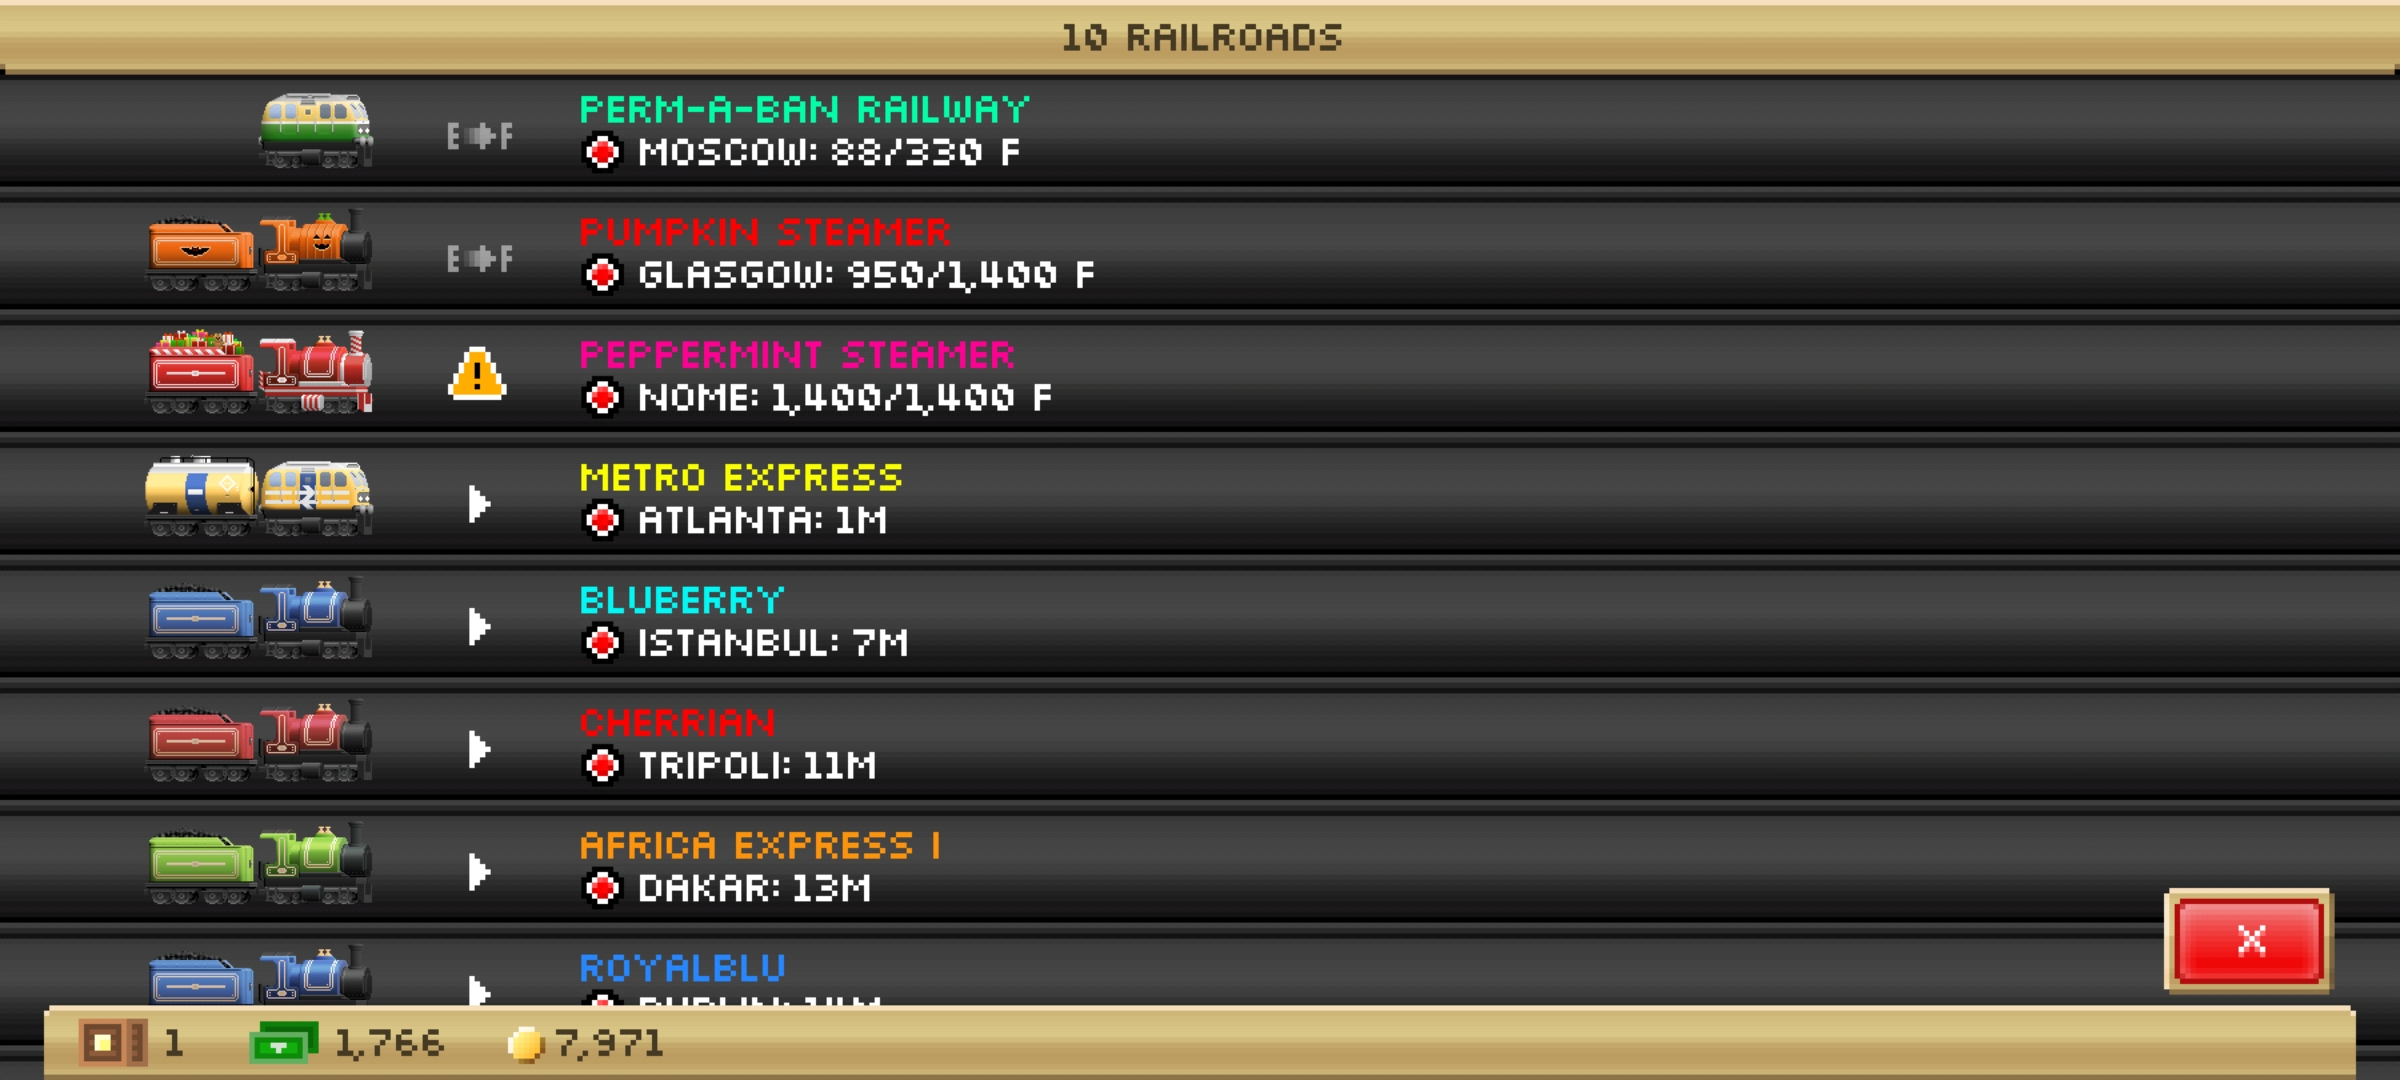 10 RAILROADS
PERM-A-BAN RAILWAY
E F
MOSCOW: 88/330 F
PUMPKIN STEAMER
E F
GLASGOW: 950/1,400 F
PEPPERMINT STEAMER
!
NOME: 1,400/1,400 F
METRO EXPRESS
ATLANTA: 1M
BLUBERRY
ISTANBUL: 7M
CHERRIAN
TRIPOLI: 11M
AFRICA EXPRESS I
DAKAR: 13M
ROYALBLU
X
1 1,766 7,971